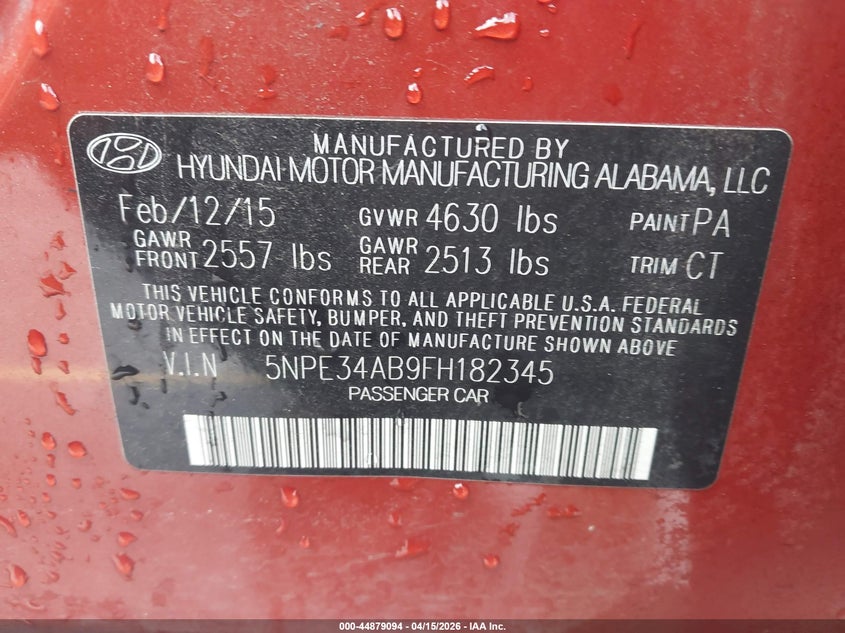 MANUFACTURED BY
HYUNDAI MOTOR MANUFACTURING ALABAMA, LLC
Feb/12/15 GVWR 4630 lbs PAINT PA
GAWR FRONT 2557 lbs GAWR REAR 2513 lbs TRIM CT
THIS VEHICLE CONFORMS TO ALL APPLICABLE U.S.A. FEDERAL
MOTOR VEHICLE SAFETY, BUMPER, AND THEFT PREVENTION STANDARDS
IN EFFECT ON THE DATE OF MANUFACTURE SHOWN ABOVE
V.I.N 5NPE34AB9FH182345
PASSENGER CAR
000-44879094 - 04/15/2026 - IAA Inc.